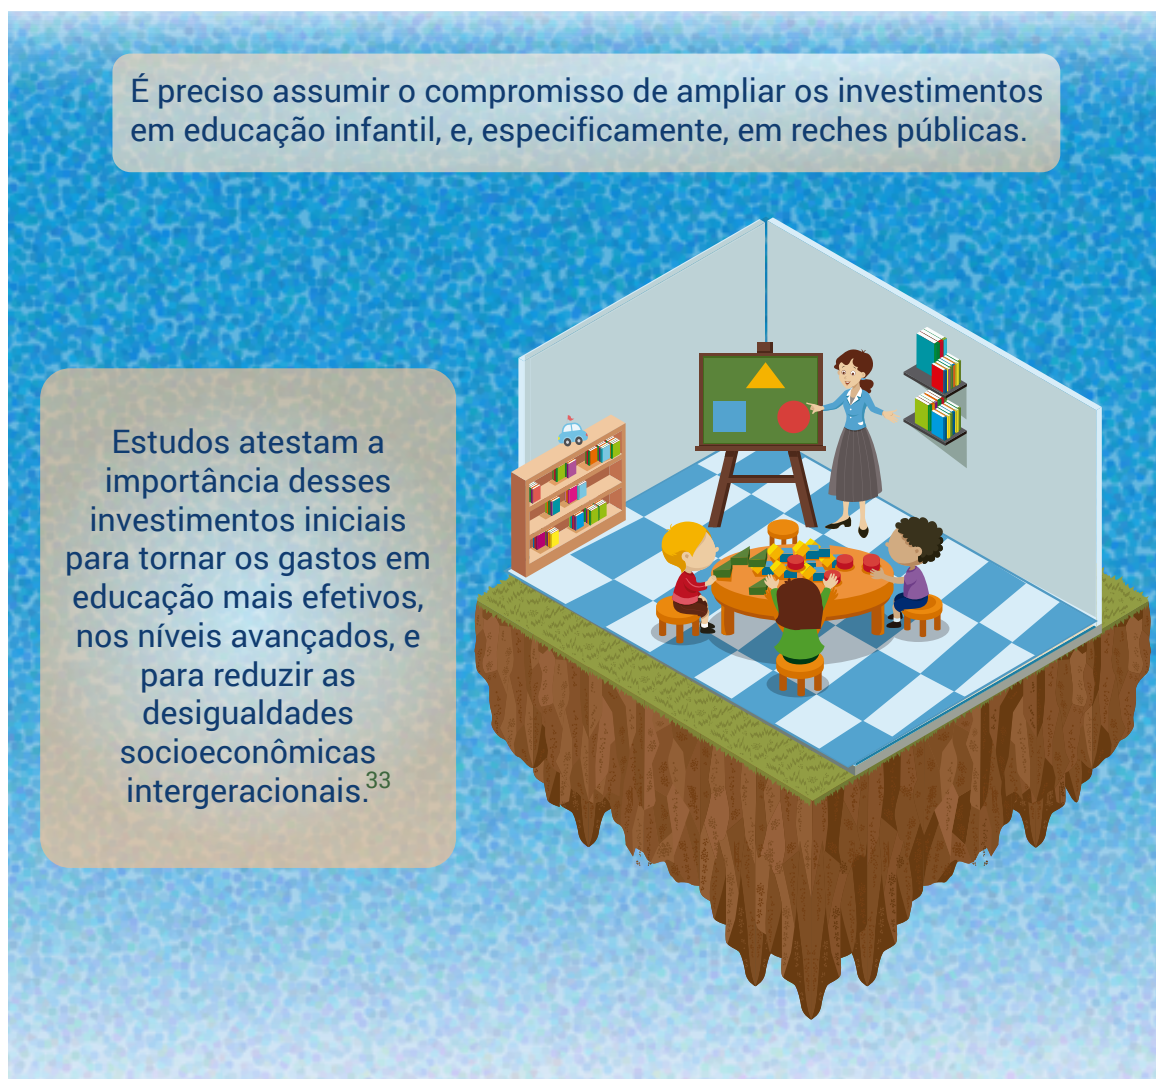 É preciso assumir o compromisso de ampliar os investimentos
em educação infantil, e, especificamente, em reches públicas.
Estudos atestam a
importância desses
investimentos iniciais
para tornar os gastos em
educação mais efetivos,
nos níveis avançados, e
para reduzir as
desigualdades
socioeconômicas
intergeracionais.33